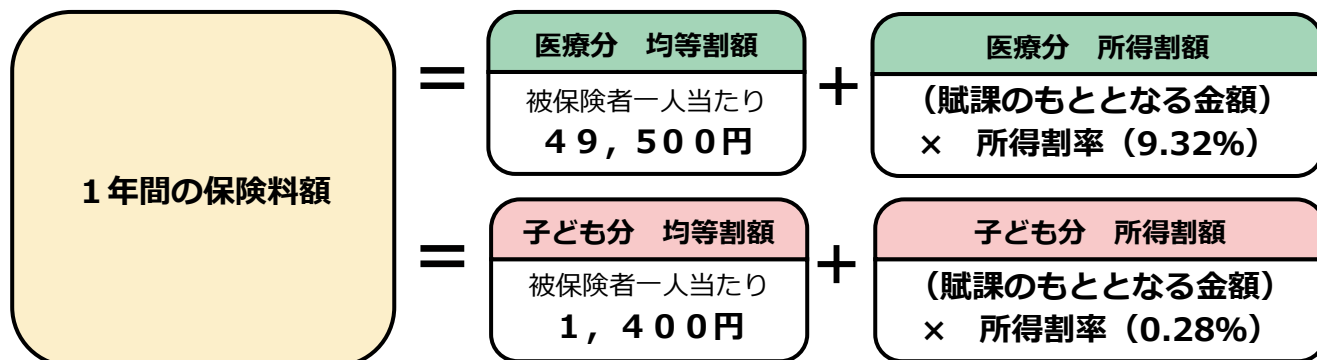 １年間の保険料額
=
医療分　均等割額
被保険者一人当たり
４９，５００円
+
医療分　所得割額
（賦課のもととなる金額）
×　所得割率（9.32%）
=
子ども分　均等割額
被保険者一人当たり
１，４００円
+
子ども分　所得割額
（賦課のもととなる金額）
×　所得割率（0.28%）